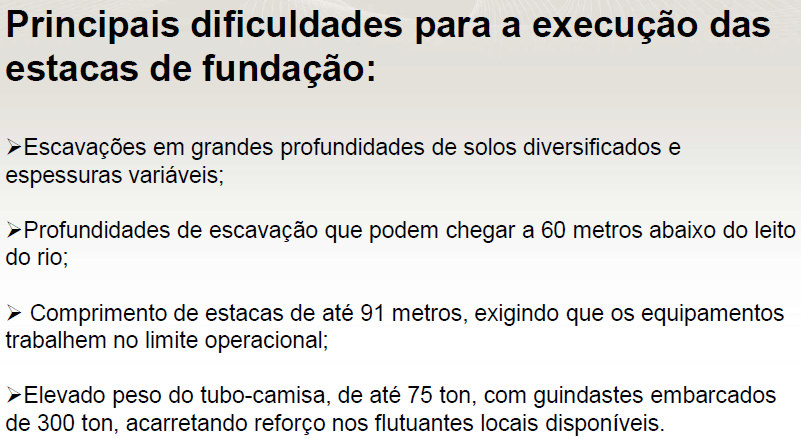 Principais dificuldades para a execução das
estacas de fundação:
➢Escavações em grandes profundidades de solos diversificados e
espessuras variáveis;
➢Profundidades de escavação que podem chegar a 60 metros abaixo do leito
do rio;
➢ Comprimento de estacas de até 91 metros, exigindo que os equipamentos
trabalhem no limite operacional;
➢Elevado peso do tubo-camisa, de até 75 ton, com guindastes embarcados
de 300 ton, acarretando reforço nos flutuantes locais disponíveis.